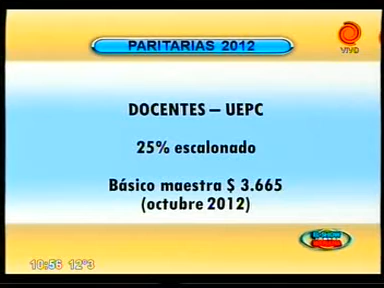 PARITARIAS 2012
VIVO
DOCENTES – UEPC
25% escalonado
Básico maestra $ 3.665
(octubre 2012)
10:56 12°3